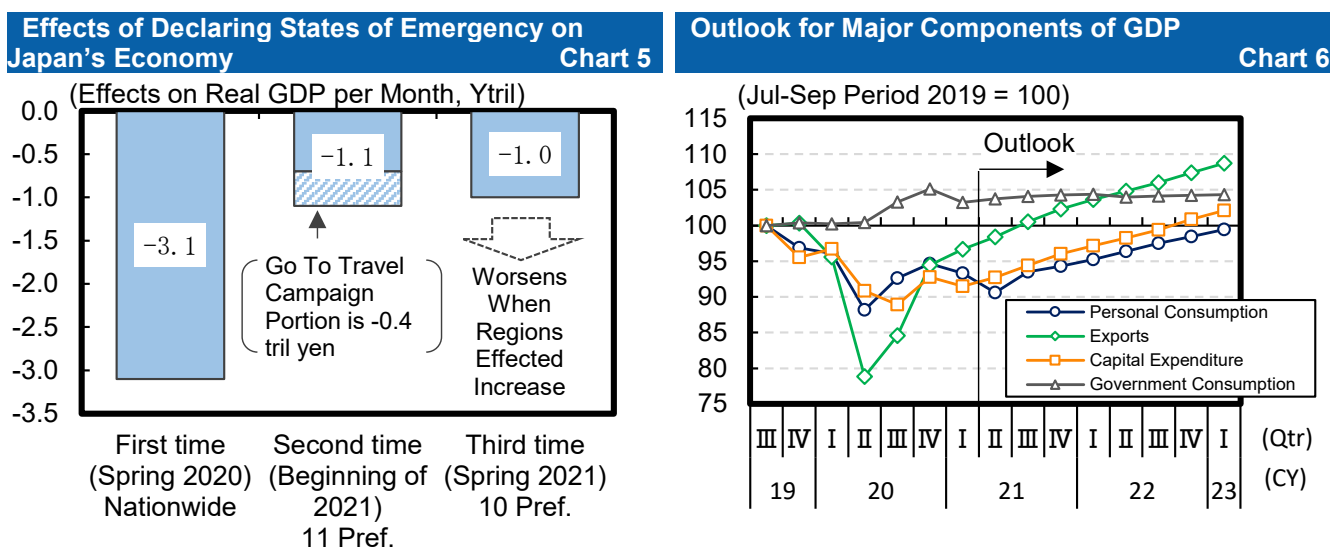 Effects of Declaring States of Emergency on
Japan's Economy Chart 5
(Effects on Real GDP per Month, Ytril)
0.0
-0.5
-1.0
-1.5
-2.0
-2.5
-3.0
-3.5
-3.1
-1.1
-1.0
Go To Travel
Campaign
Portion is -0.4
tril yen
Worsens
When
Regions
Effected
Increase
First time
(Spring 2020)
Nationwide
Second time
(Beginning of
2021)
11 Pref.
Third time
(Spring 2021)
10 Pref.
Outlook for Major Components of GDP
Chart 6
(Jul-Sep Period 2019 = 100)
115
110
105
100
95
90
85
80
75
Outlook
Personal Consumption
Exports
Capital Expenditure
Government Consumption
Ⅲ Ⅳ Ⅰ Ⅱ Ⅲ Ⅳ Ⅰ Ⅱ Ⅲ Ⅳ Ⅰ Ⅱ Ⅲ Ⅳ Ⅰ (Qtr)
19 20 21 22 23 (CY)